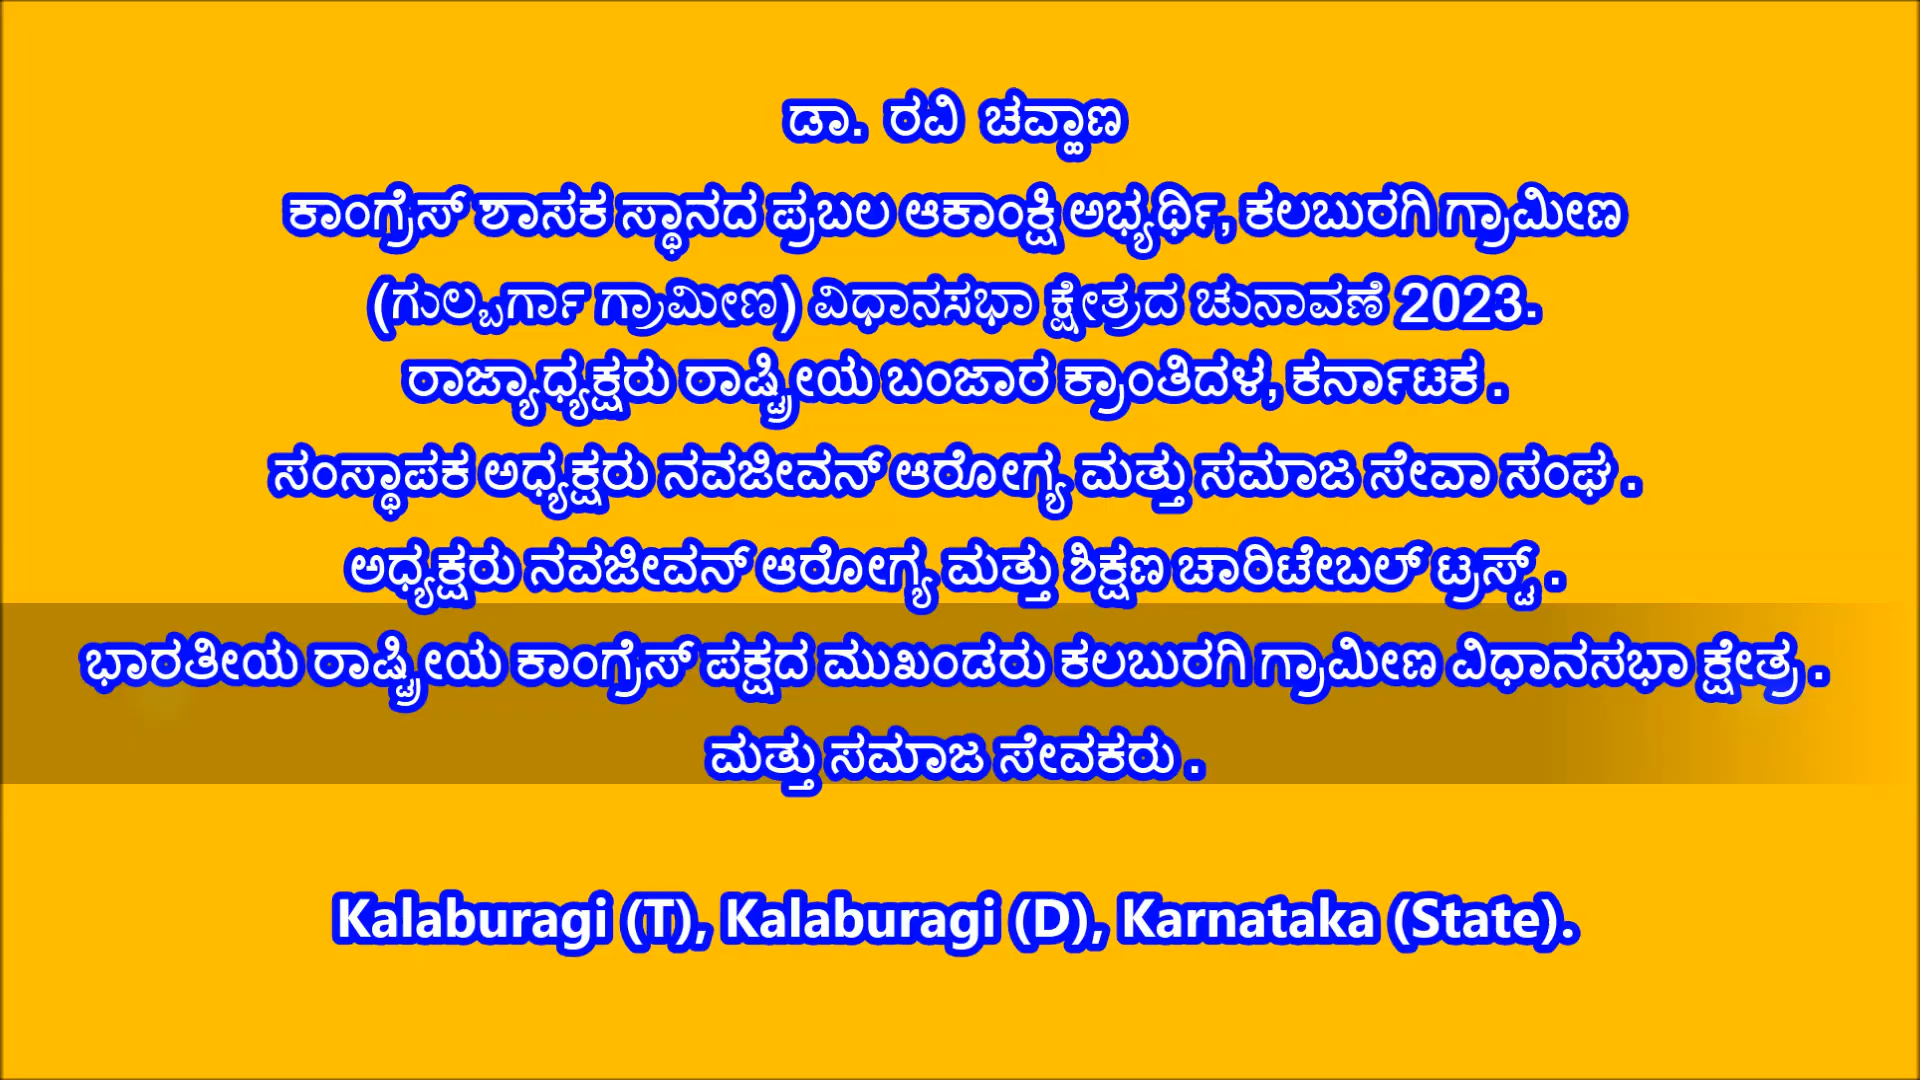 ಡಾ. ರವಿ ಚವ್ಹಾಣ
ಕಾಂಗ್ರೆಸ್ ಶಾಸಕ ಸ್ಥಾನದ ಪ್ರಬಲ ಆಕಾಂಕ್ಷಿ ಅಭ್ಯರ್ಥಿ, ಕಲಬುರಗಿ ಗ್ರಾಮೀಣ
(ಗುಲ್ಬರ್ಗಾ ಗ್ರಾಮೀಣ) ವಿಧಾನಸಭಾ ಕ್ಷೇತ್ರದ ಚುನಾವಣೆ 2023.
ರಾಜ್ಯಾಧ್ಯಕ್ಷರು ರಾಷ್ಟ್ರೀಯ ಬಂಜಾರ ಕ್ರಾಂತಿದಳ, ಕರ್ನಾಟಕ .
ಸಂಸ್ಥಾಪಕ ಅಧ್ಯಕ್ಷರು ನವಜೀವನ್ ಆರೋಗ್ಯ ಮತ್ತು ಸಮಾಜ ಸೇವಾ ಸಂಘ .
ಅಧ್ಯಕ್ಷರು ನವಜೀವನ್ ಆರೋಗ್ಯ ಮತ್ತು ಶಿಕ್ಷಣ ಚಾರಿಟೇಬಲ್ ಟ್ರಸ್ಟ್ .
ಭಾರತೀಯ ರಾಷ್ಟ್ರೀಯ ಕಾಂಗ್ರೆಸ್ ಪಕ್ಷದ ಮುಖಂಡರು ಕಲಬುರಗಿ ಗ್ರಾಮೀಣ ವಿಧಾನಸಭಾ ಕ್ಷೇತ್ರ .
ಮತ್ತು ಸಮಾಜ ಸೇವಕರು .
Kalaburagi (T), Kalaburagi (D), Karnataka (State).